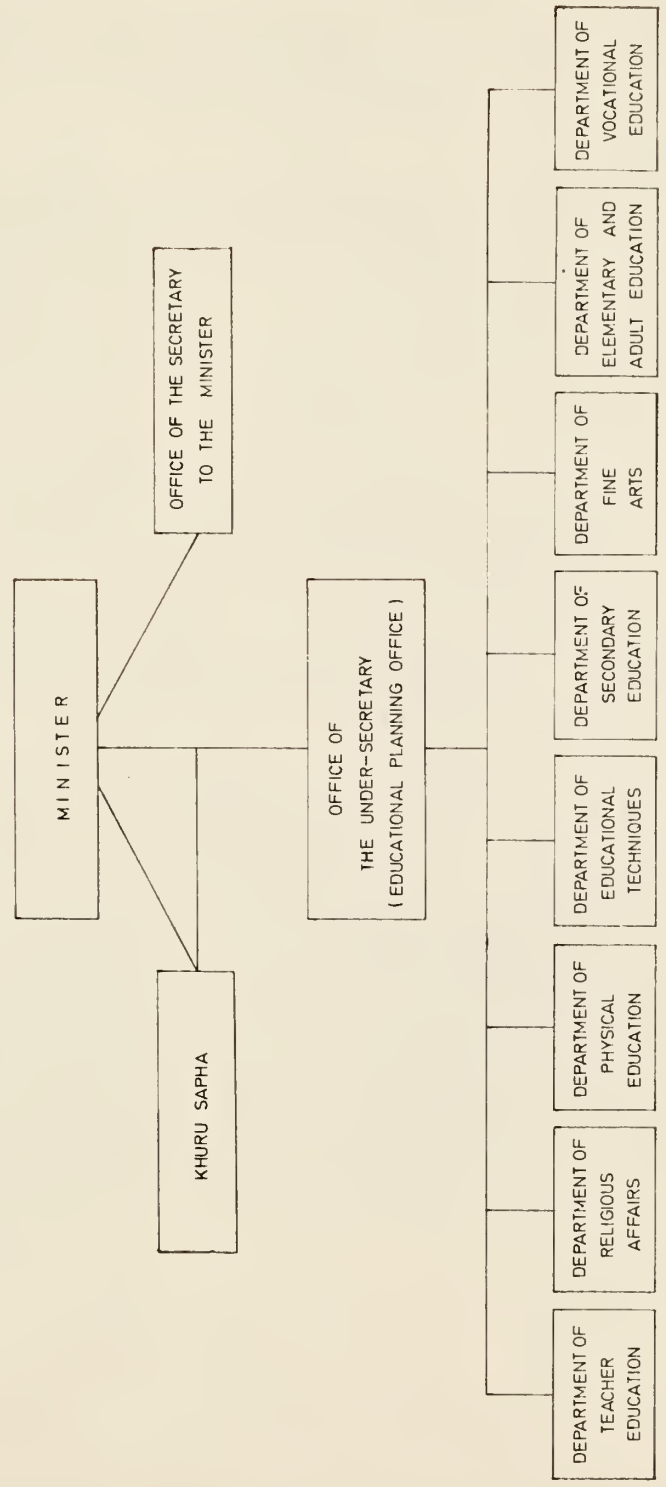 MINISTER
OFFICE OF THE SECRETARY
TO THE MINISTER
KHURU SAPHA
OFFICE OF
THE UNDER-SECRETARY
( EDUCATIONAL PLANNING OFFICE )
DEPARTMENT OF
TEACHER
EDUCATION
DEPARTMENT OF
RELIGIOUS
AFFAIRS
DEPARTMENT OF
PHYSICAL
EDUCATION
DEPARTMENT OF
EDUCATIONAL
TECHNIQUES
DEPARTMENT OF
SECONDARY
EDUCATION
DEPARTMENT OF
FINE
ARTS
DEPARTMENT OF
ELEMENTARY AND
ADULT EDUCATION
DEPARTMENT OF
VOCATIONAL
EDUCATION